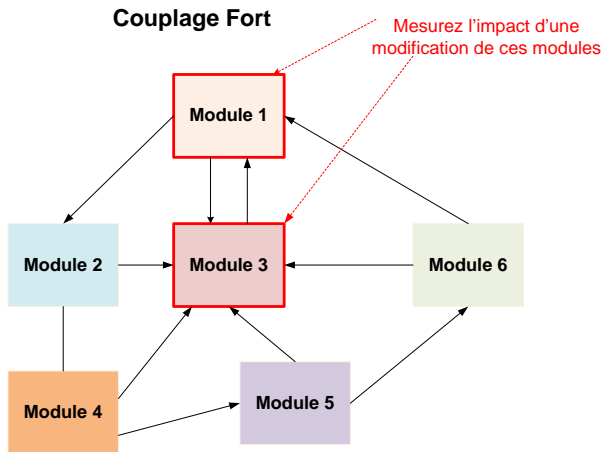 Couplage Fort
Mesurez l'impact d'une
modification de ces modules
Module 1
Module 2
Module 3
Module 6
Module 4
Module 5